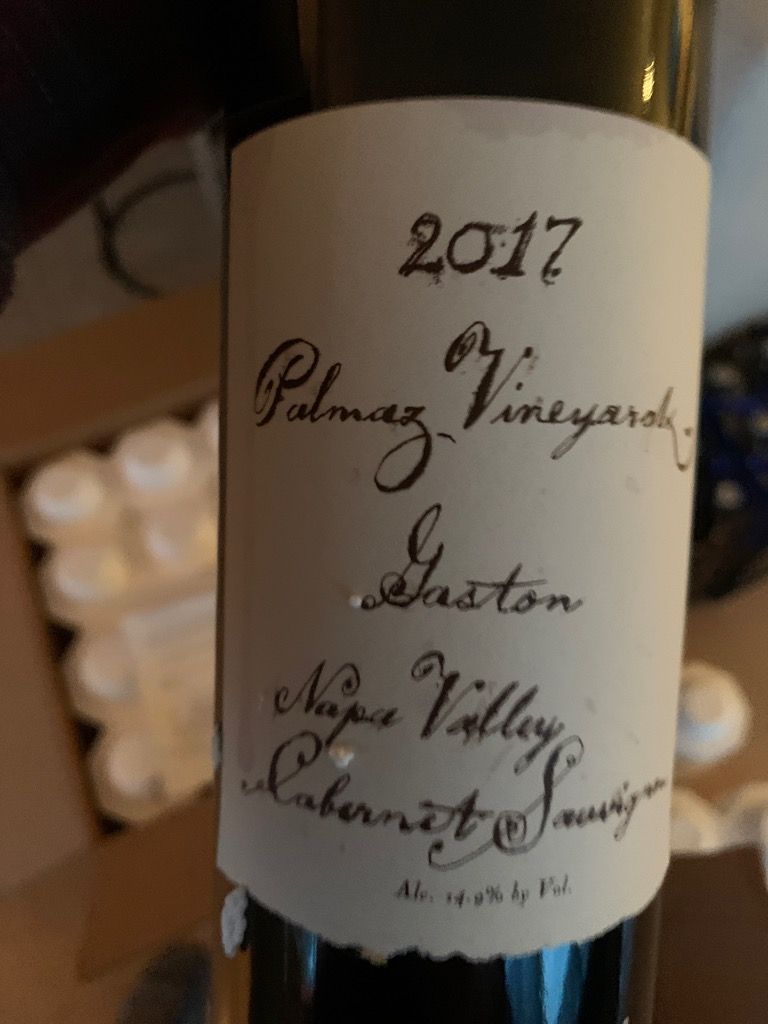 2017
Palmaz Vineyards
Gaston
Napa Valley
Cabernet Sauvignon
Alc. 14.9% by Vol.